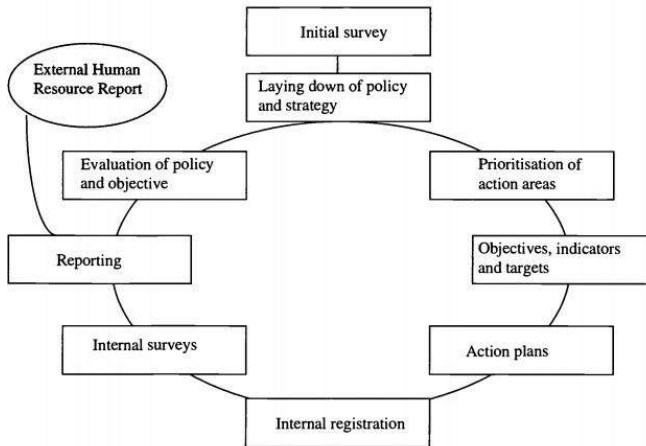 Initial survey
External Human
Resource Report
Laying down of policy
and strategy
Evaluation of policy
and objective
Prioritisation of
action areas
Reporting
Objectives, indicators
and targets
Internal surveys
Action plans
Internal registration